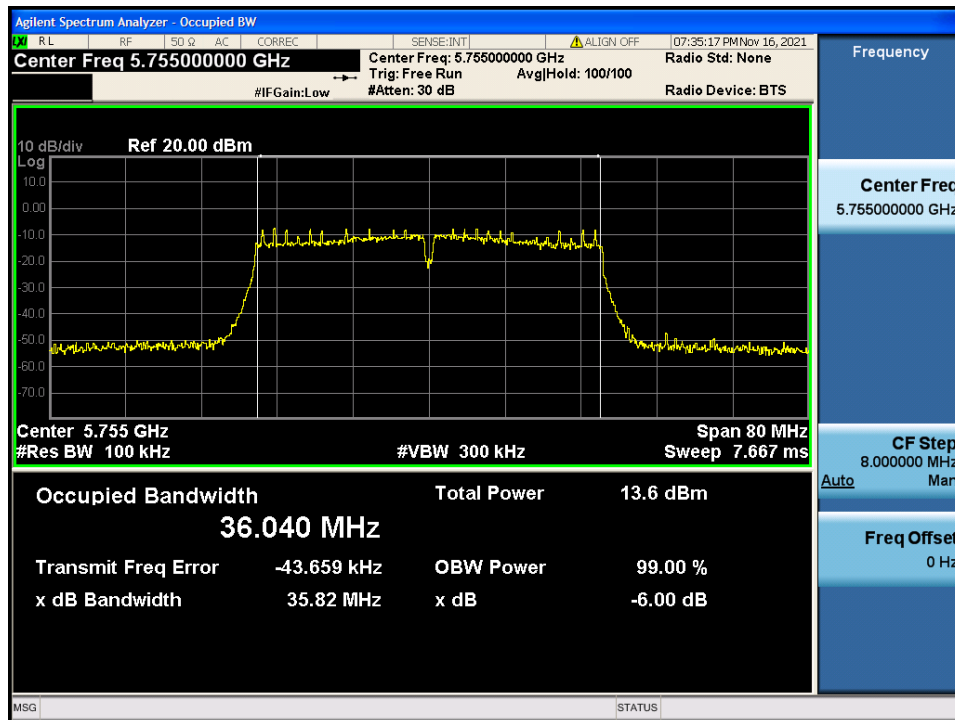 Agilent Spectrum Analyzer - Occupied BW
LXI RL RF 50 Ω AC CORREC SENSE:INT ALIGN OFF 07:35:17 PM Nov 16, 2021
Center Freq 5.755000000 GHz
Center Freq: 5.755000000 GHz
Radio Std: None
Trig: Free Run Avg|Hold: 100/100
#IFGain:Low #Atten: 30 dB Radio Device: BTS
10 dB/div Ref 20.00 dBm
Log
10.0
0.00
-10.0
-20.0
-30.0
-40.0
-50.0
-60.0
-70.0
Center 5.755 GHz Span 80 MHz
#Res BW 100 kHz #VBW 300 kHz Sweep 7.667 ms
Occupied Bandwidth Total Power 13.6 dBm
36.040 MHz
Transmit Freq Error -43.659 kHz OBW Power 99.00 %
x dB Bandwidth 35.82 MHz x dB -6.00 dB
Frequency
Center Freq
5.755000000 GHz
CF Step
8.000000 MHz
Auto Man
Freq Offset
0 Hz
MSG STATUS